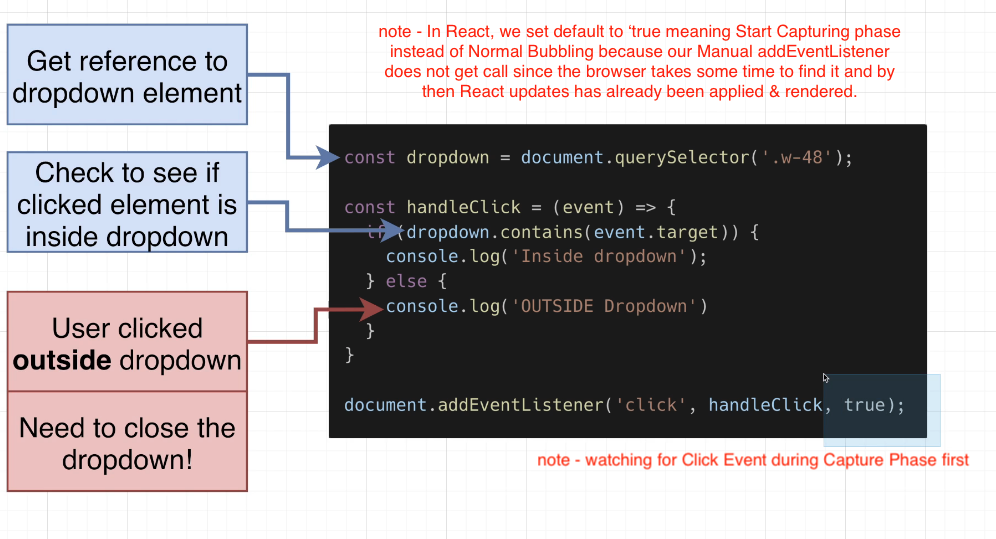 note - In React, we set default to ‘true meaning Start Capturing phase
instead of Normal Bubbling because our Manual addEventListener
does not get call since the browser takes some time to find it and by
then React updates has already been applied & rendered.
Get reference to
dropdown element
Check to see if
clicked element is
inside dropdown
User clicked
outside dropdown
Need to close the
dropdown!
const dropdown = document.querySelector('.w-48');
const handleClick = (event) => {
if (dropdown.contains(event.target)) {
console.log('Inside dropdown');
} else {
console.log('OUTSIDE Dropdown')
}
}
document.addEventListener('click', handleClick, true);
note - watching for Click Event during Capture Phase first